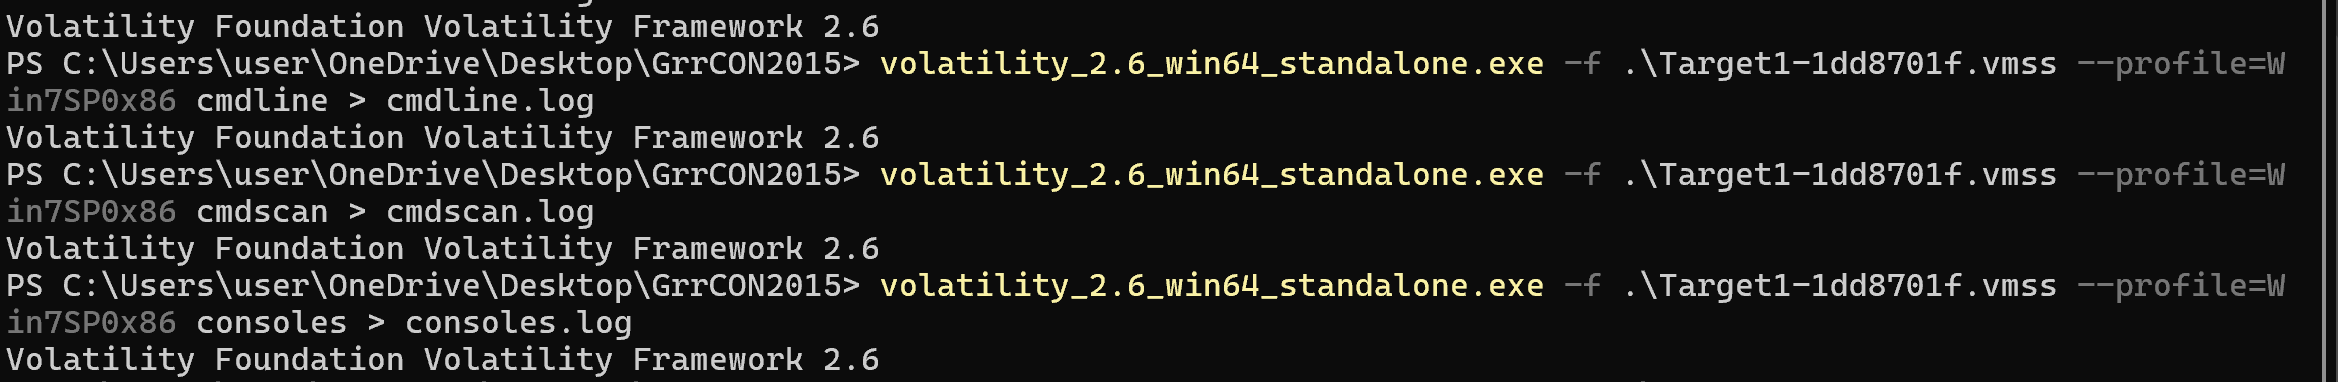 Volatility Foundation Volatility Framework 2.6
PS C:\Users\user\OneDrive\Desktop\GrrCON2015> volatility_2.6_win64_standalone.exe -f .\Target1-1dd8701f.vmss --profile=W
in7SP0x86 cmdline > cmdline.log
Volatility Foundation Volatility Framework 2.6
PS C:\Users\user\OneDrive\Desktop\GrrCON2015> volatility_2.6_win64_standalone.exe -f .\Target1-1dd8701f.vmss --profile=W
in7SP0x86 cmdscan > cmdscan.log
Volatility Foundation Volatility Framework 2.6
PS C:\Users\user\OneDrive\Desktop\GrrCON2015> volatility_2.6_win64_standalone.exe -f .\Target1-1dd8701f.vmss --profile=W
in7SP0x86 consoles > consoles.log
Volatility Foundation Volatility Framework 2.6